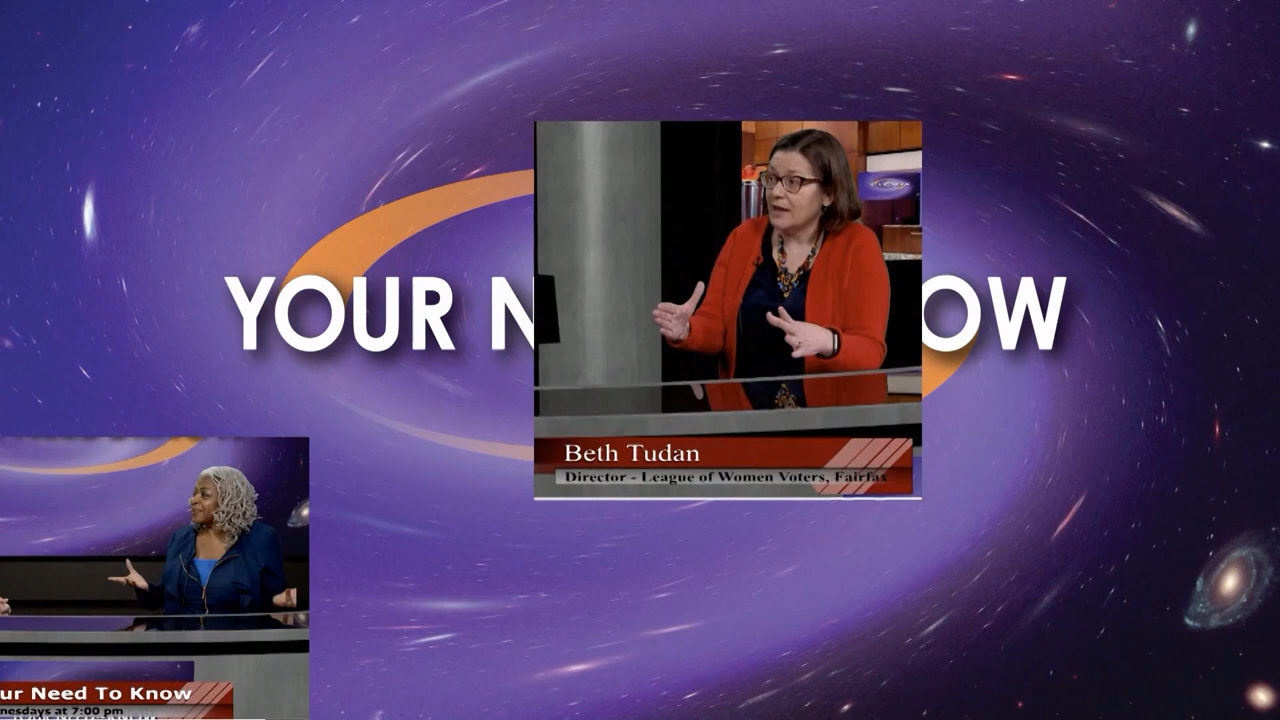 YOUR N OW
Beth Tudan
Director - League of Women Voters, Fairfax
ur Need To Know
nesdays at 7:00 pm